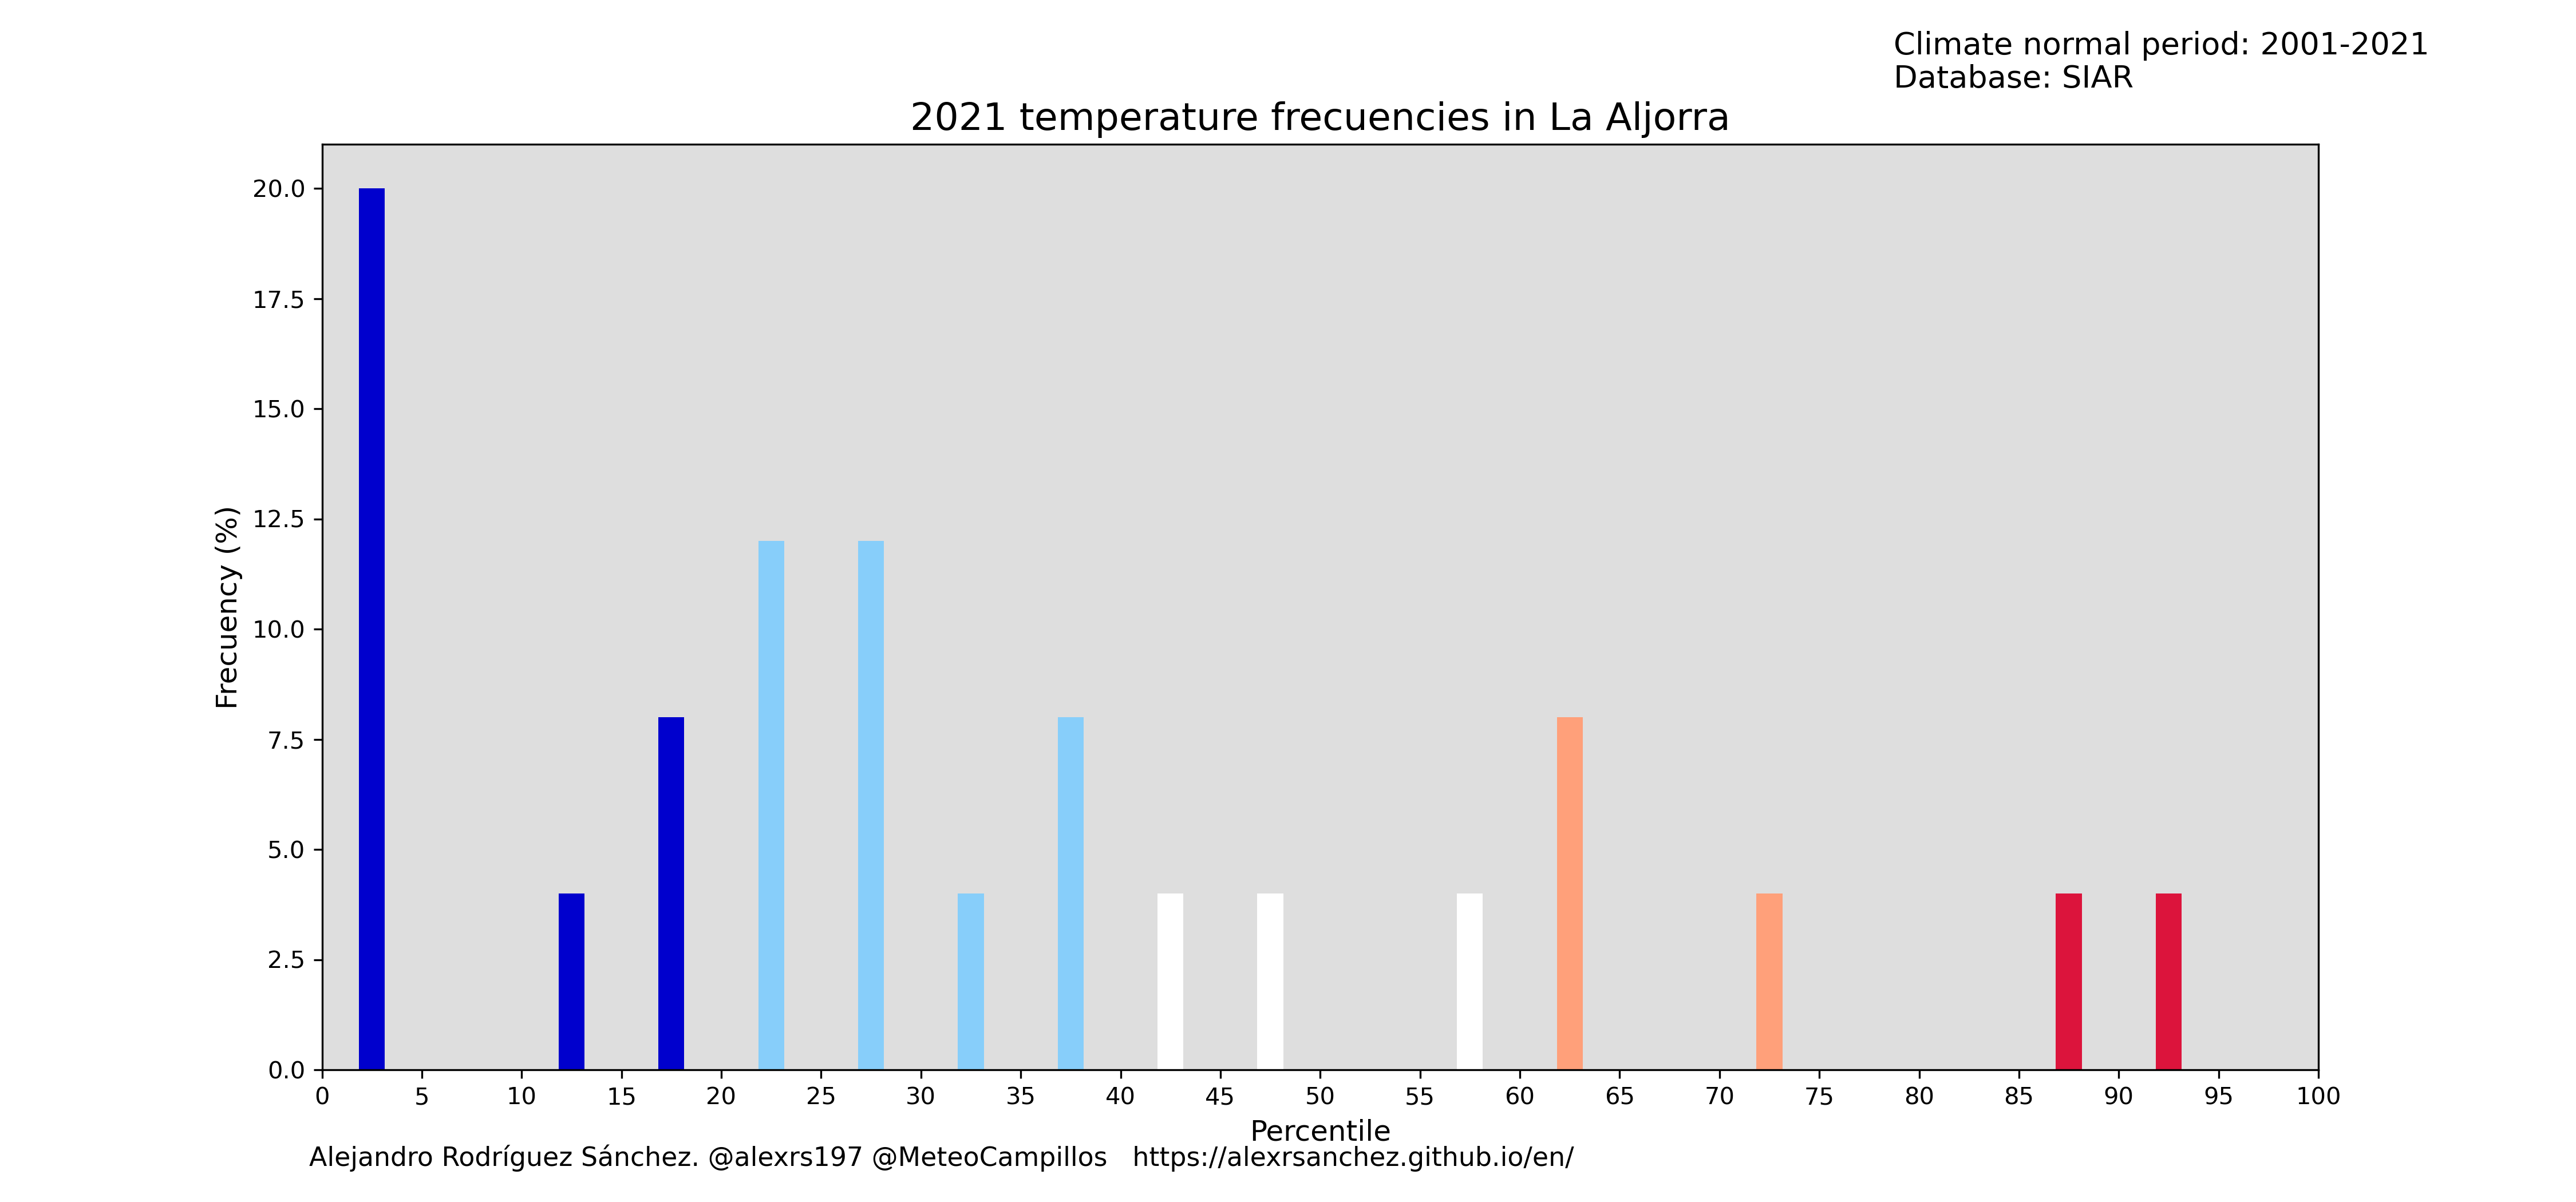 Climate normal period: 2001-2021
Database: SIAR
2021 temperature frecuencies in La Aljorra
Frecuency (%)
20.0
17.5
15.0
12.5
10.0
7.5
5.0
2.5
0.0
0 5 10 15 20 25 30 35 40 45 50 55 60 65 70 75 80 85 90 95 100
Percentile
Alejandro Rodríguez Sánchez. @alexrs197 @MeteoCampillos https://alexrsanchez.github.io/en/